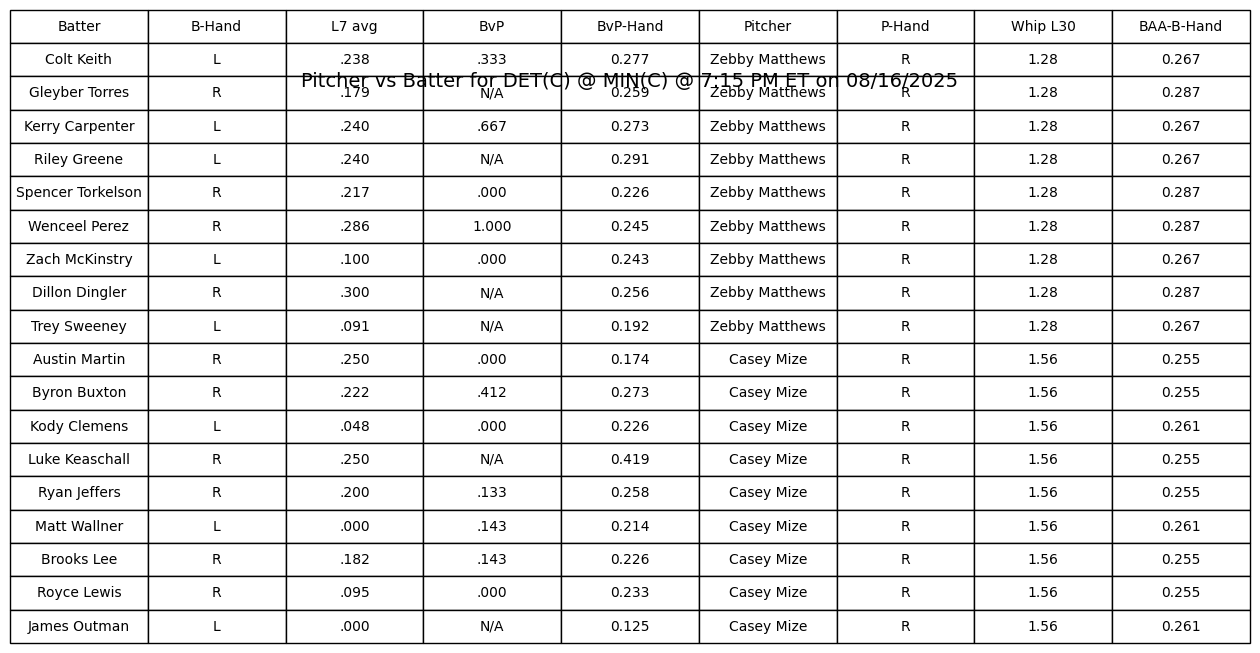 Batter B-Hand L7 avg BvP BvP-Hand Pitcher P-Hand Whip L30 BAA-B-Hand
Colt Keith L .238 .333 0.277 Zebby Matthews R 1.28 0.267
Pitcher vs Batter for DET(C) @ MIN(C) @ 7:15 PM ET on 08/16/2025
Gleyber Torres R .179 N/A 0.259 Zebby Matthews R 1.28 0.287
Kerry Carpenter L .240 .667 0.273 Zebby Matthews R 1.28 0.267
Riley Greene L .240 N/A 0.291 Zebby Matthews R 1.28 0.267
Spencer Torkelson R .217 .000 0.226 Zebby Matthews R 1.28 0.287
Wenceel Perez R .286 1.000 0.245 Zebby Matthews R 1.28 0.287
Zach McKinstry L .100 .000 0.243 Zebby Matthews R 1.28 0.267
Dillon Dingler R .300 N/A 0.256 Zebby Matthews R 1.28 0.287
Trey Sweeney L .091 N/A 0.192 Zebby Matthews R 1.28 0.267
Austin Martin R .250 .000 0.174 Casey Mize R 1.56 0.255
Byron Buxton R .222 .412 0.273 Casey Mize R 1.56 0.255
Kody Clemens L .048 .000 0.226 Casey Mize R 1.56 0.261
Luke Keaschall R .250 N/A 0.419 Casey Mize R 1.56 0.255
Ryan Jeffers R .200 .133 0.258 Casey Mize R 1.56 0.255
Matt Wallner L .000 .143 0.214 Casey Mize R 1.56 0.261
Brooks Lee R .182 .143 0.226 Casey Mize R 1.56 0.255
Royce Lewis R .095 .000 0.233 Casey Mize R 1.56 0.255
James Outman L .000 N/A 0.125 Casey Mize R 1.56 0.261